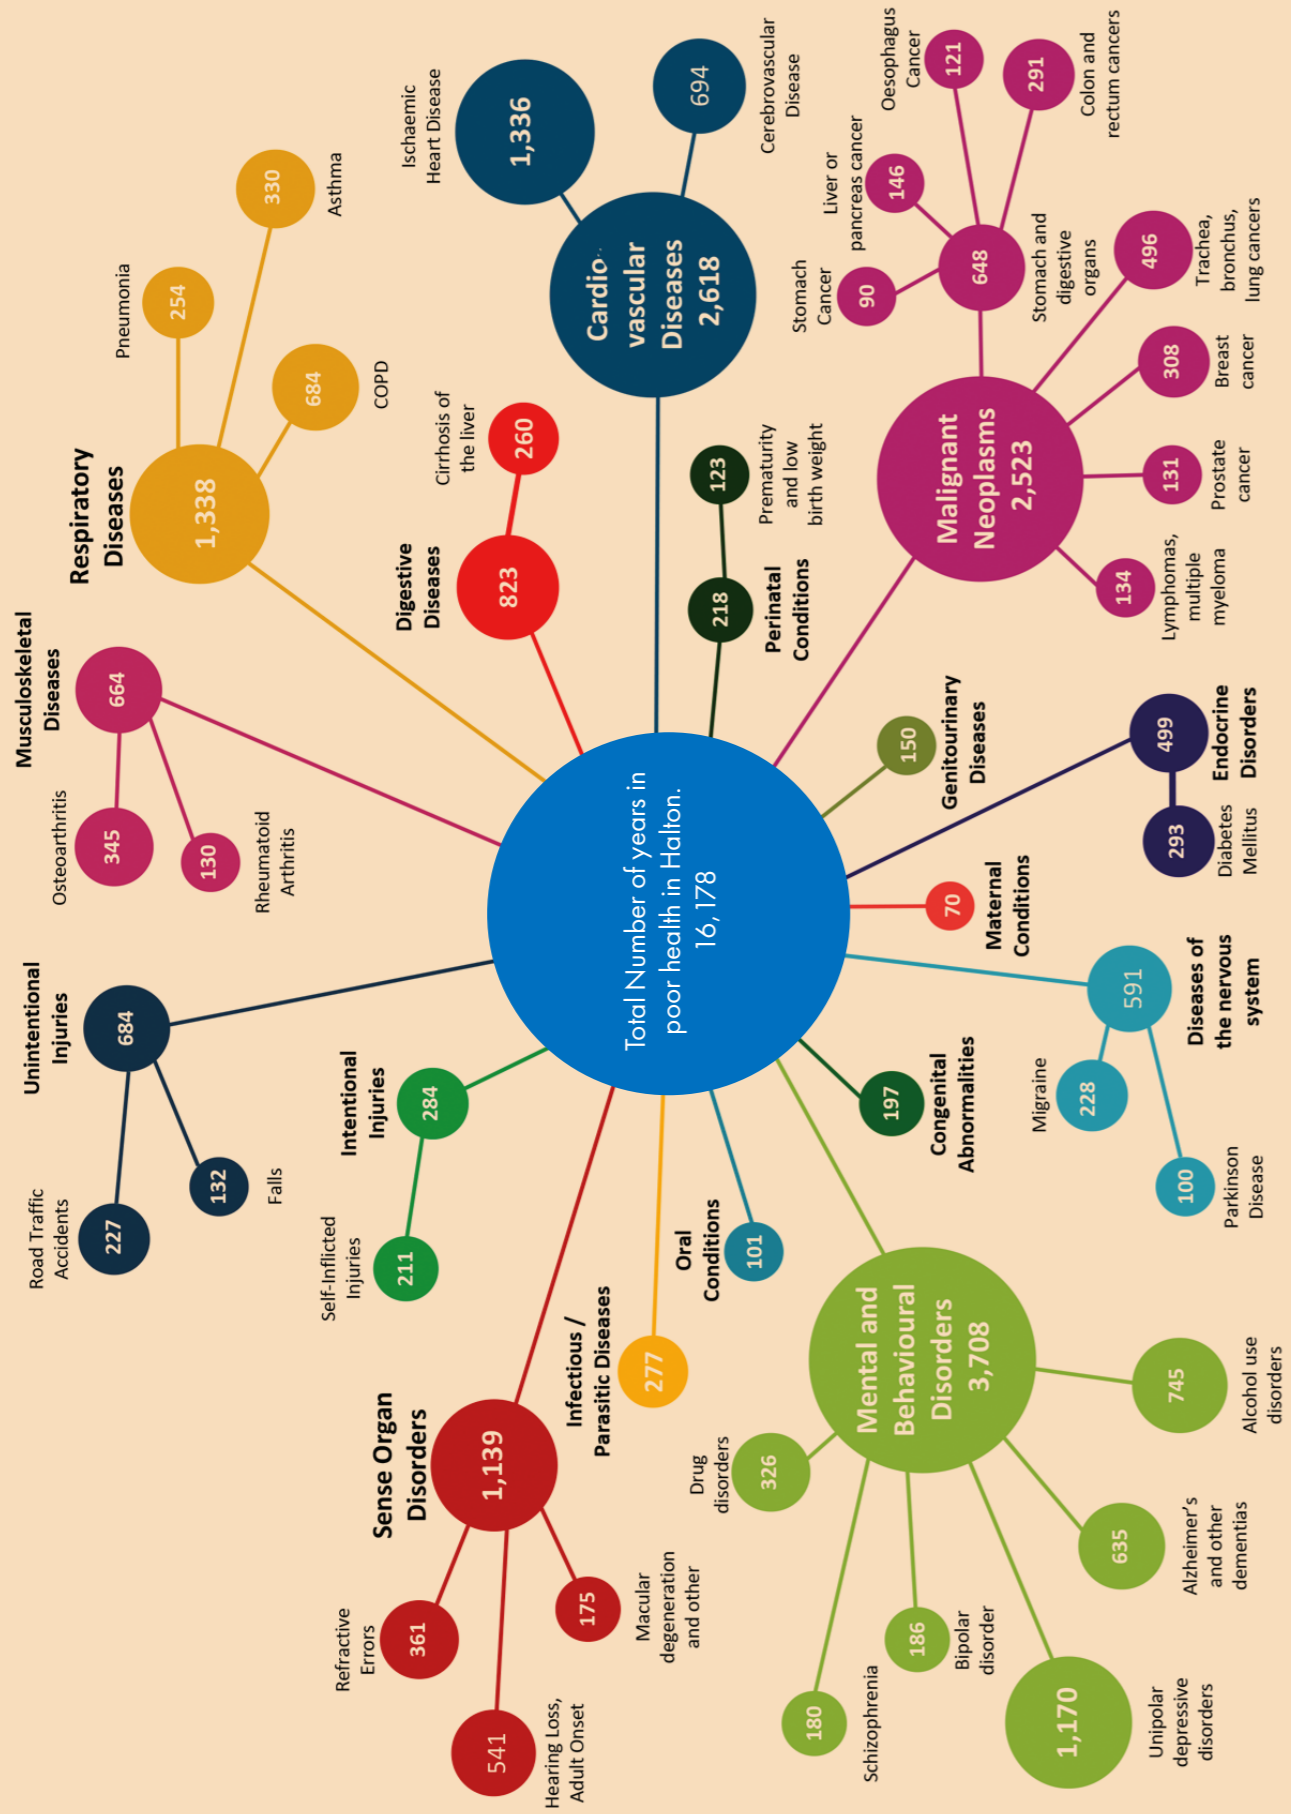 Total Number of years in
poor health in Halton.
16,178
Sense Organ
Disorders
1,139
Refractive
Errors
361
Hearing Loss,
Adult Onset
541
Macular
degeneration
and other
175
Intentional
Injuries
284
Self-Inflicted
Injuries
211
Unintentional
Injuries
684
Road Traffic
Accidents
227
132
Falls
Musculoskeletal
Diseases
664
Osteoarthritis
345
130
Rheumatoid
Arthritis
Respiratory
Diseases
1,338
Pneumonia
254
330
Asthma
684
COPD
Digestive
Diseases
823
Cirrhosis of
the liver
260
Cardio-
vascular
Diseases
2,618
Ischaemic
Heart Disease
1,336
694
Cerebrovascular
Disease
123
Prematurity
and low
birth weight
218
Perinatal
Conditions
Malignant
Neoplasms
2,523
648
Stomach and
digestive
organs
Stomach
Cancer
90
Liver or
pancreas cancer
146
Oesophagus
Cancer
121
291
Colon and
rectum cancers
496
Trachea,
bronchus,
lung cancers
308
Breast
cancer
131
Prostate
cancer
134
Lymphomas,
multiple
myeloma
150
Genitourinary
Diseases
499
Endocrine
Disorders
293
Diabetes
Mellitus
70
Maternal
Conditions
591
Diseases of
the nervous
system
Migraine
228
100
Parkinson
Disease
197
Congenital
Abnormalities
Oral
Conditions
101
Infectious /
Parasitic Diseases
277
Mental and
Behavioural
Disorders
3,708
Drug
disorders
326
180
Schizophrenia
186
Bipolar
disorder
1,170
Unipolar
depressive
disorders
635
Alzheimer's
and other
dementias
745
Alcohol use
disorders